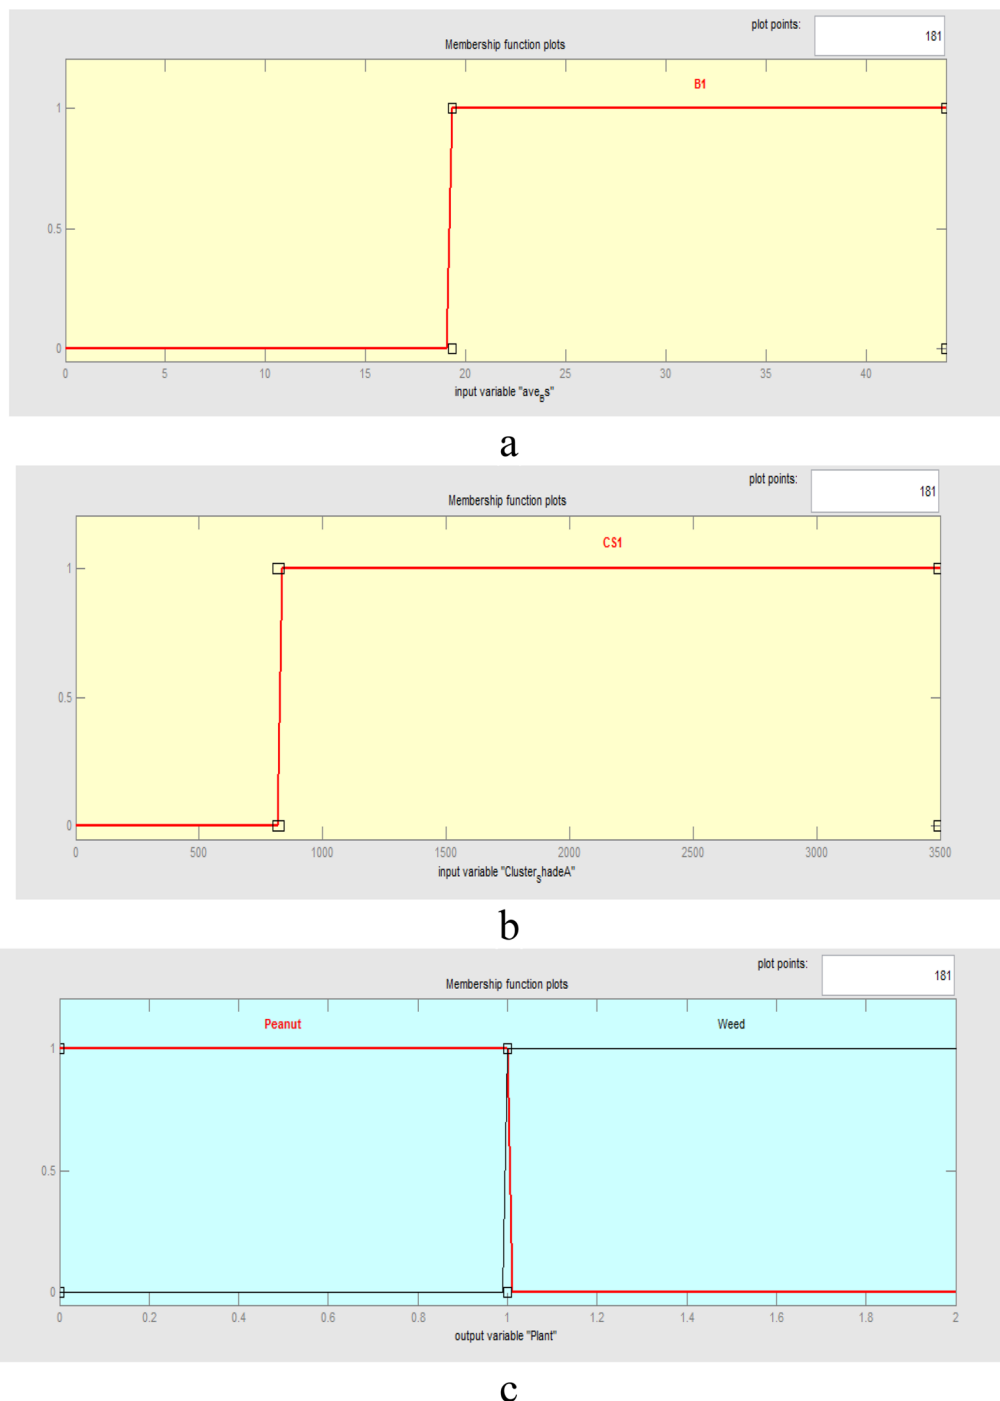 plot points:
181
Membership function plots
B1
1
0.5
0
0 5 10 15 20 25 30 35 40
input variable "ave_Bs"
a
plot points:
181
Membership function plots
CS1
1
0.5
0
0 500 1000 1500 2000 2500 3000 3500
input variable "Cluster_shadeA"
b
plot points:
181
Membership function plots
Peanut Weed
1
0.5
0
0 0.2 0.4 0.6 0.8 1 1.2 1.4 1.6 1.8 2
output variable "Plant"
c